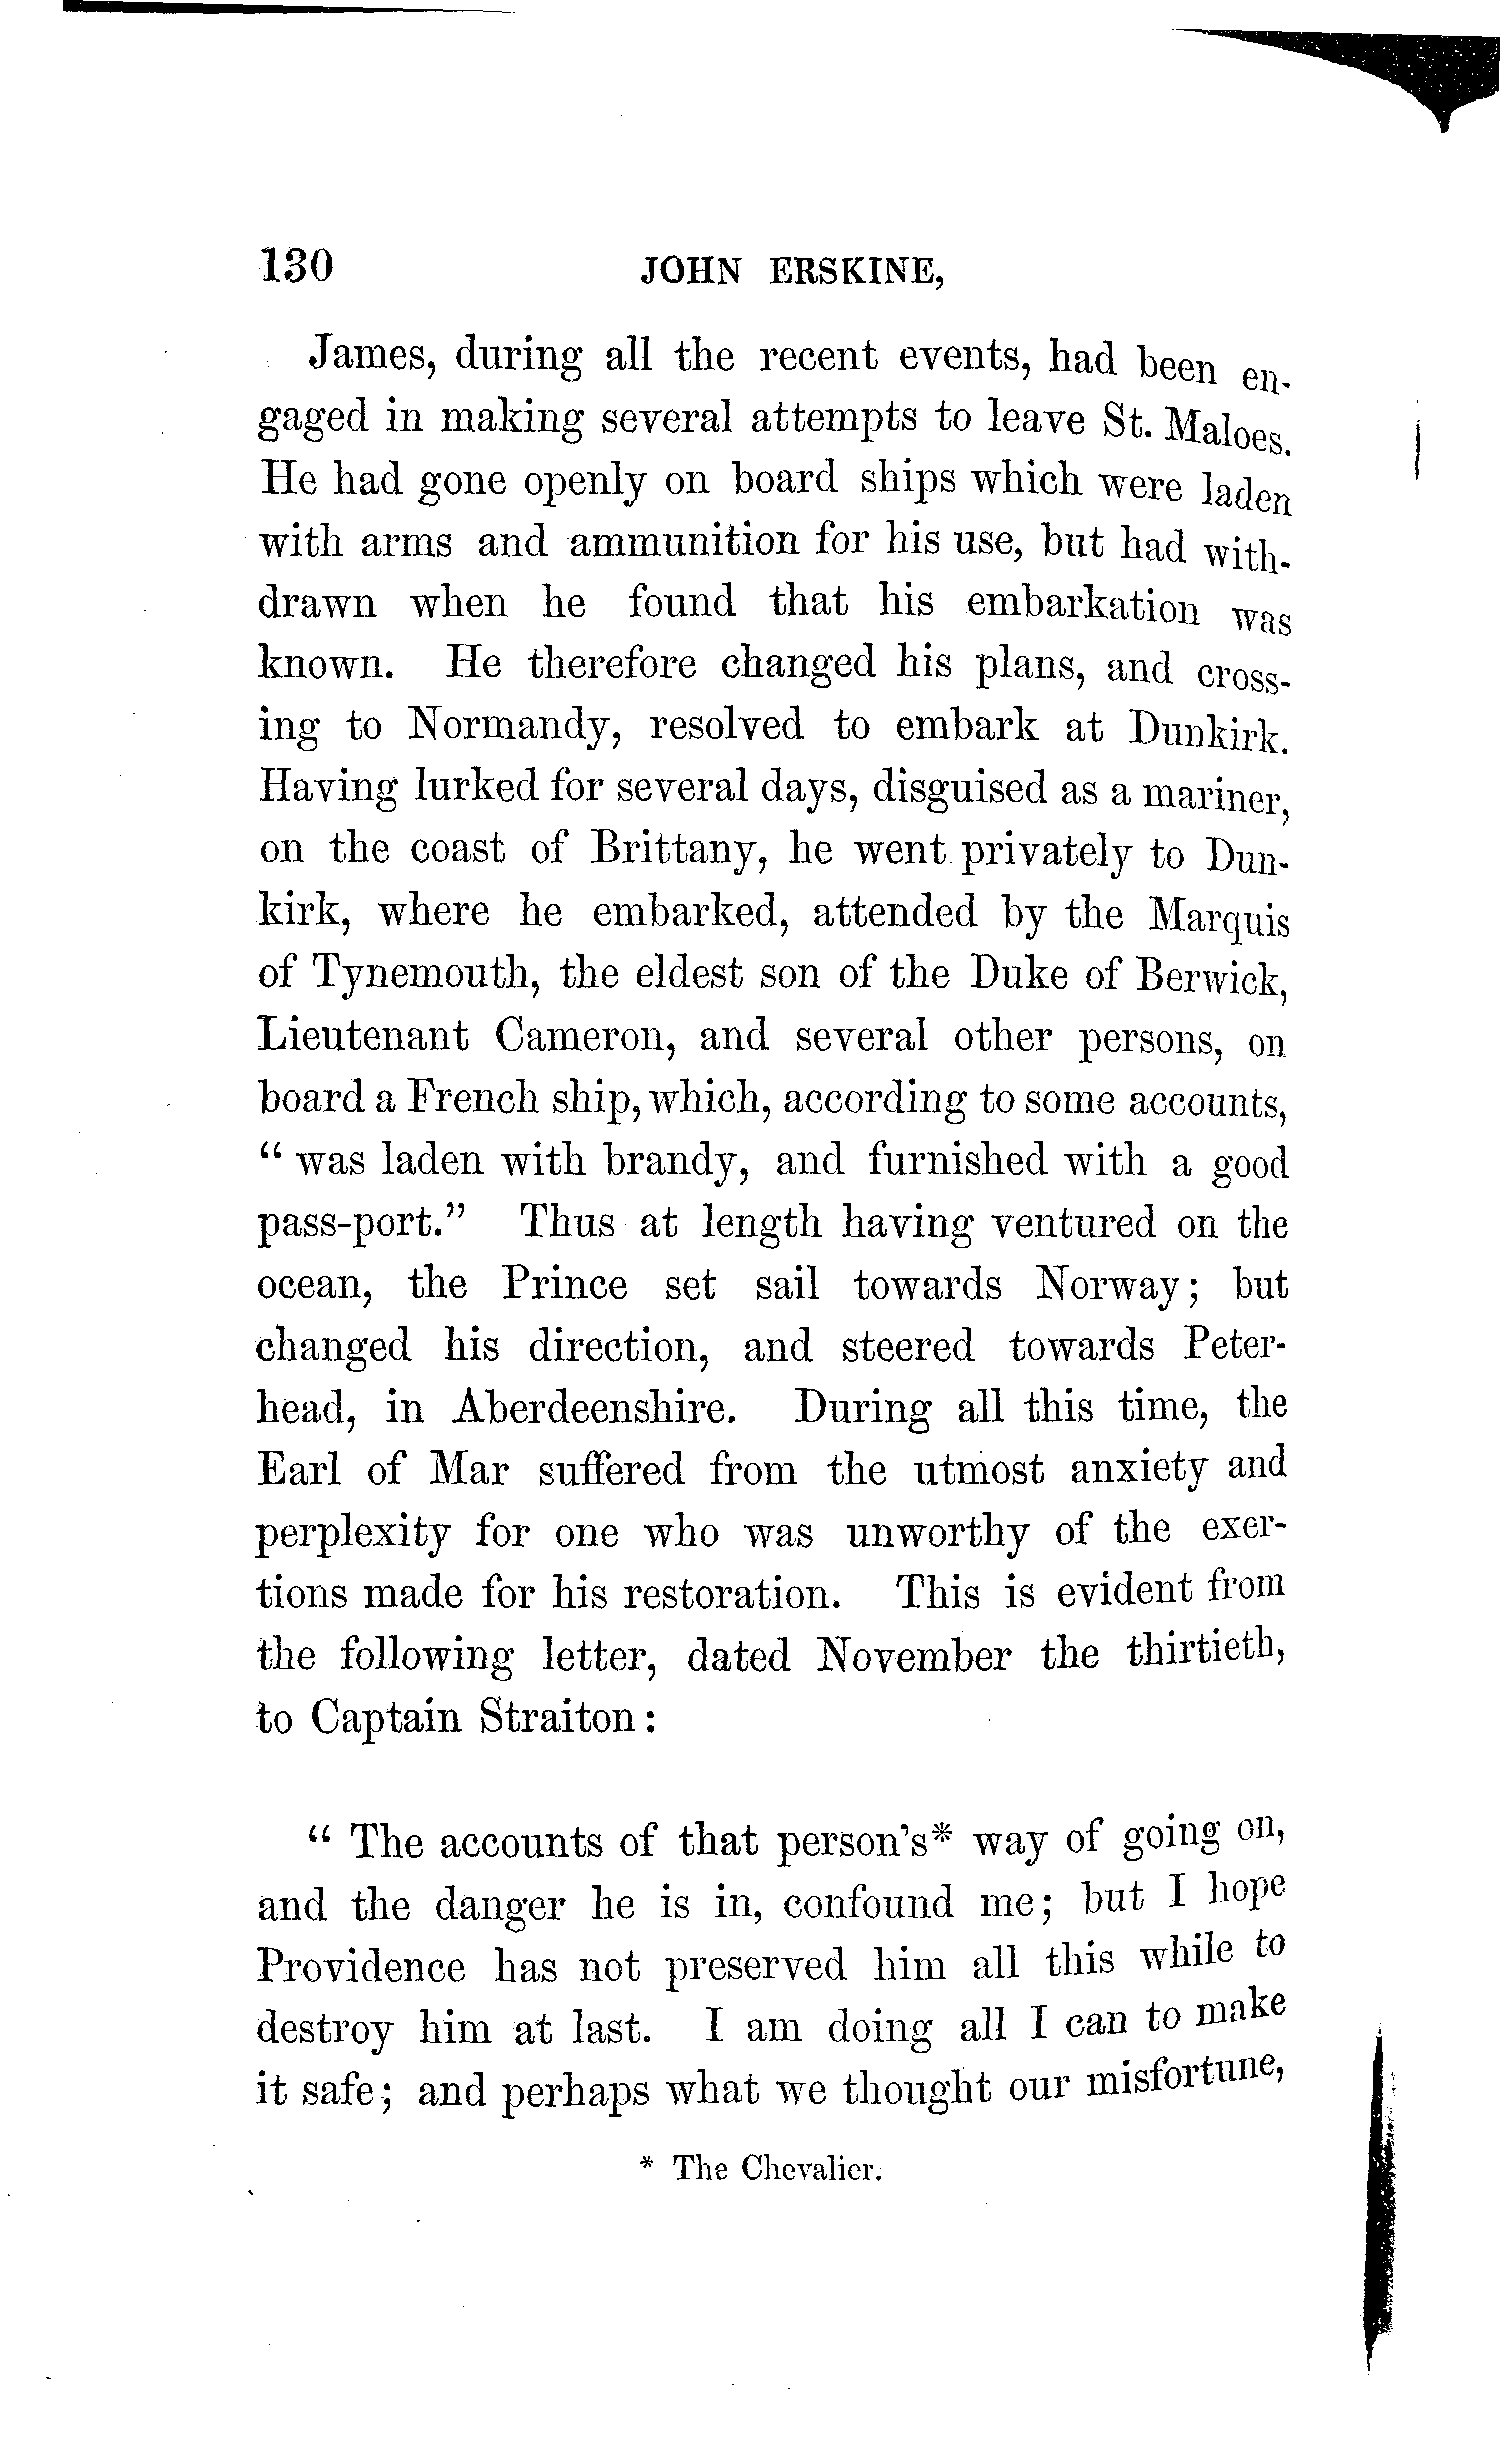 130 JOHN ERSKINE,
James, during all the recent events, had been en-
gaged in making several attempts to leave St. Maloes.
He had gone openly on board ships which were laden
with arms and ammunition for his use, but had with-
drawn when he found that his embarkation was
known. He therefore changed his plans, and cross-
ing to Normandy, resolved to embark at Dunkirk.
Having lurked for several days, disguised as a mariner,
on the coast of Brittany, he went privately to Dun-
kirk, where he embarked, attended by the Marquis
of Tynemouth, the eldest son of the Duke of Berwick,
Lieutenant Cameron, and several other persons, on
board a French ship, which, according to some accounts,
“ was laden with brandy, and furnished with a good
pass-port.” Thus at length having ventured on the
ocean, the Prince set sail towards Norway; but
changed his direction, and steered towards Peter-
head, in Aberdeenshire. During all this time, the
Earl of Mar suffered from the utmost anxiety and
perplexity for one who was unworthy of the exer-
tions made for his restoration. This is evident from
the following letter, dated November the thirtieth,
to Captain Straiton:
“ The accounts of that person's* way of going on,
and the danger he is in, confound me; but I hope
Providence has not preserved him all this while to
destroy him at last. I am doing all I can to make
it safe; and perhaps what we thought our misfortune,
* The Chevalier.